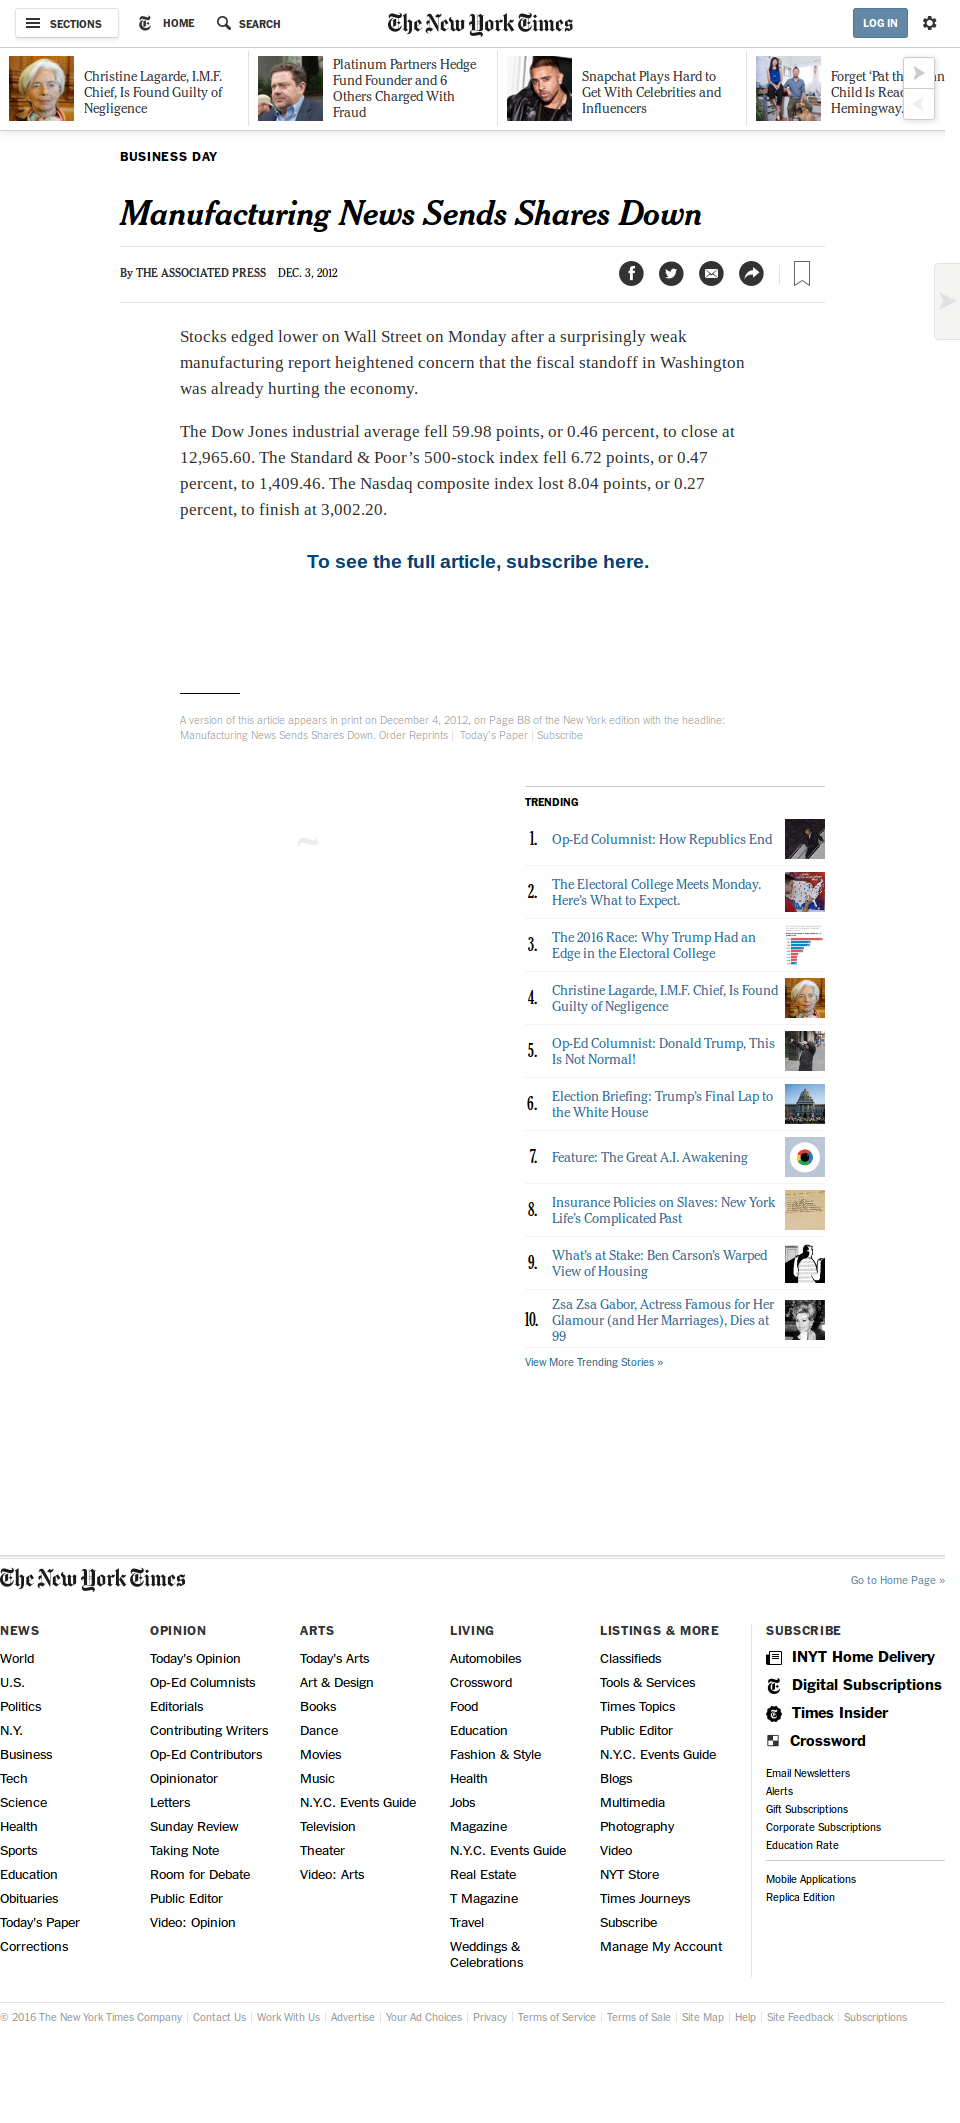 SECTIONS
HOME
SEARCH
The New York Times
LOG IN
Christine Lagarde, I.M.F.
Chief, Is Found Guilty of
Negligence
Platinum Partners Hedge
Fund Founder and 6
Others Charged With
Fraud
Snapchat Plays Hard to
Get With Celebrities and
Influencers
Forget ‘Pat th
Child Is Read
Hemingway.
BUSINESS DAY
Manufacturing News Sends Shares Down
By THE ASSOCIATED PRESS DEC. 3, 2012
Stocks edged lower on Wall Street on Monday after a surprisingly weak
manufacturing report heightened concern that the fiscal standoff in Washington
was already hurting the economy.
The Dow Jones industrial average fell 59.98 points, or 0.46 percent, to close at
12,965.60. The Standard & Poor’s 500-stock index fell 6.72 points, or 0.47
percent, to 1,409.46. The Nasdaq composite index lost 8.04 points, or 0.27
percent, to finish at 3,002.20.
To see the full article, subscribe here.
A version of this article appears in print on December 4, 2012, on Page B8 of the New York edition with the headline:
Manufacturing News Sends Shares Down. Order Reprints | Today's Paper | Subscribe
TRENDING
1. Op-Ed Columnist: How Republics End
2. The Electoral College Meets Monday.
Here’s What to Expect.
3. The 2016 Race: Why Trump Had an
Edge in the Electoral College
4. Christine Lagarde, I.M.F. Chief, Is Found
Guilty of Negligence
5. Op-Ed Columnist: Donald Trump, This
Is Not Normal!
6. Election Briefing: Trump’s Final Lap to
the White House
7. Feature: The Great A.I. Awakening
8. Insurance Policies on Slaves: New York
Life’s Complicated Past
9. What’s at Stake: Ben Carson’s Warped
View of Housing
10. Zsa Zsa Gabor, Actress Famous for Her
Glamour (and Her Marriages), Dies at
99
View More Trending Stories »
The New York Times
Go to Home Page »
NEWS
World
U.S.
Politics
N.Y.
Business
Tech
Science
Health
Sports
Education
Obituaries
Today's Paper
Corrections
OPINION
Today's Opinion
Op-Ed Columnists
Editorials
Contributing Writers
Op-Ed Contributors
Opinionator
Letters
Sunday Review
Taking Note
Room for Debate
Public Editor
Video: Opinion
ARTS
Today's Arts
Art & Design
Books
Dance
Movies
Music
N.Y.C. Events Guide
Television
Theater
Video: Arts
LIVING
Automobiles
Crossword
Food
Education
Fashion & Style
Health
Jobs
Magazine
N.Y.C. Events Guide
Real Estate
T Magazine
Travel
Weddings &
Celebrations
LISTINGS & MORE
Classifieds
Tools & Services
Times Topics
Public Editor
N.Y.C. Events Guide
Blogs
Multimedia
Photography
Video
NYT Store
Times Journeys
Subscribe
Manage My Account
SUBSCRIBE
INYT Home Delivery
Digital Subscriptions
Times Insider
Crossword
Email Newsletters
Alerts
Gift Subscriptions
Corporate Subscriptions
Education Rate
Mobile Applications
Replica Edition
© 2016 The New York Times Company | Contact Us | Work With Us | Advertise | Your Ad Choices | Privacy | Terms of Service | Terms of Sale | Site Map | Help | Site Feedback | Subscriptions